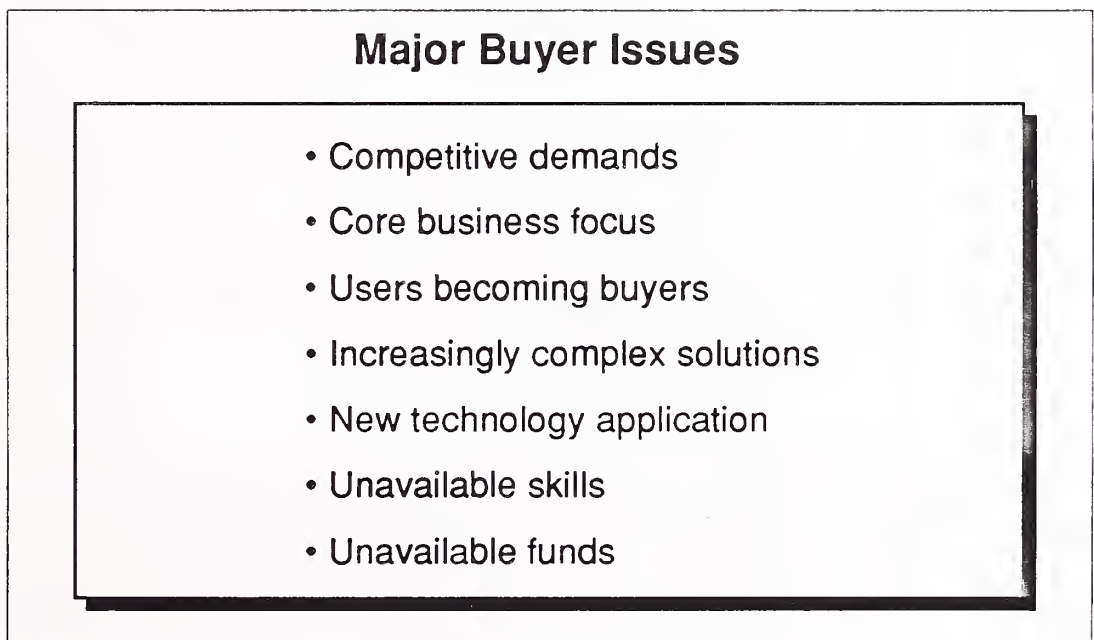 Major Buyer Issues
• Competitive demands
• Core business focus
• Users becoming buyers
• Increasingly complex solutions
• New technology application
• Unavailable skills
• Unavailable funds